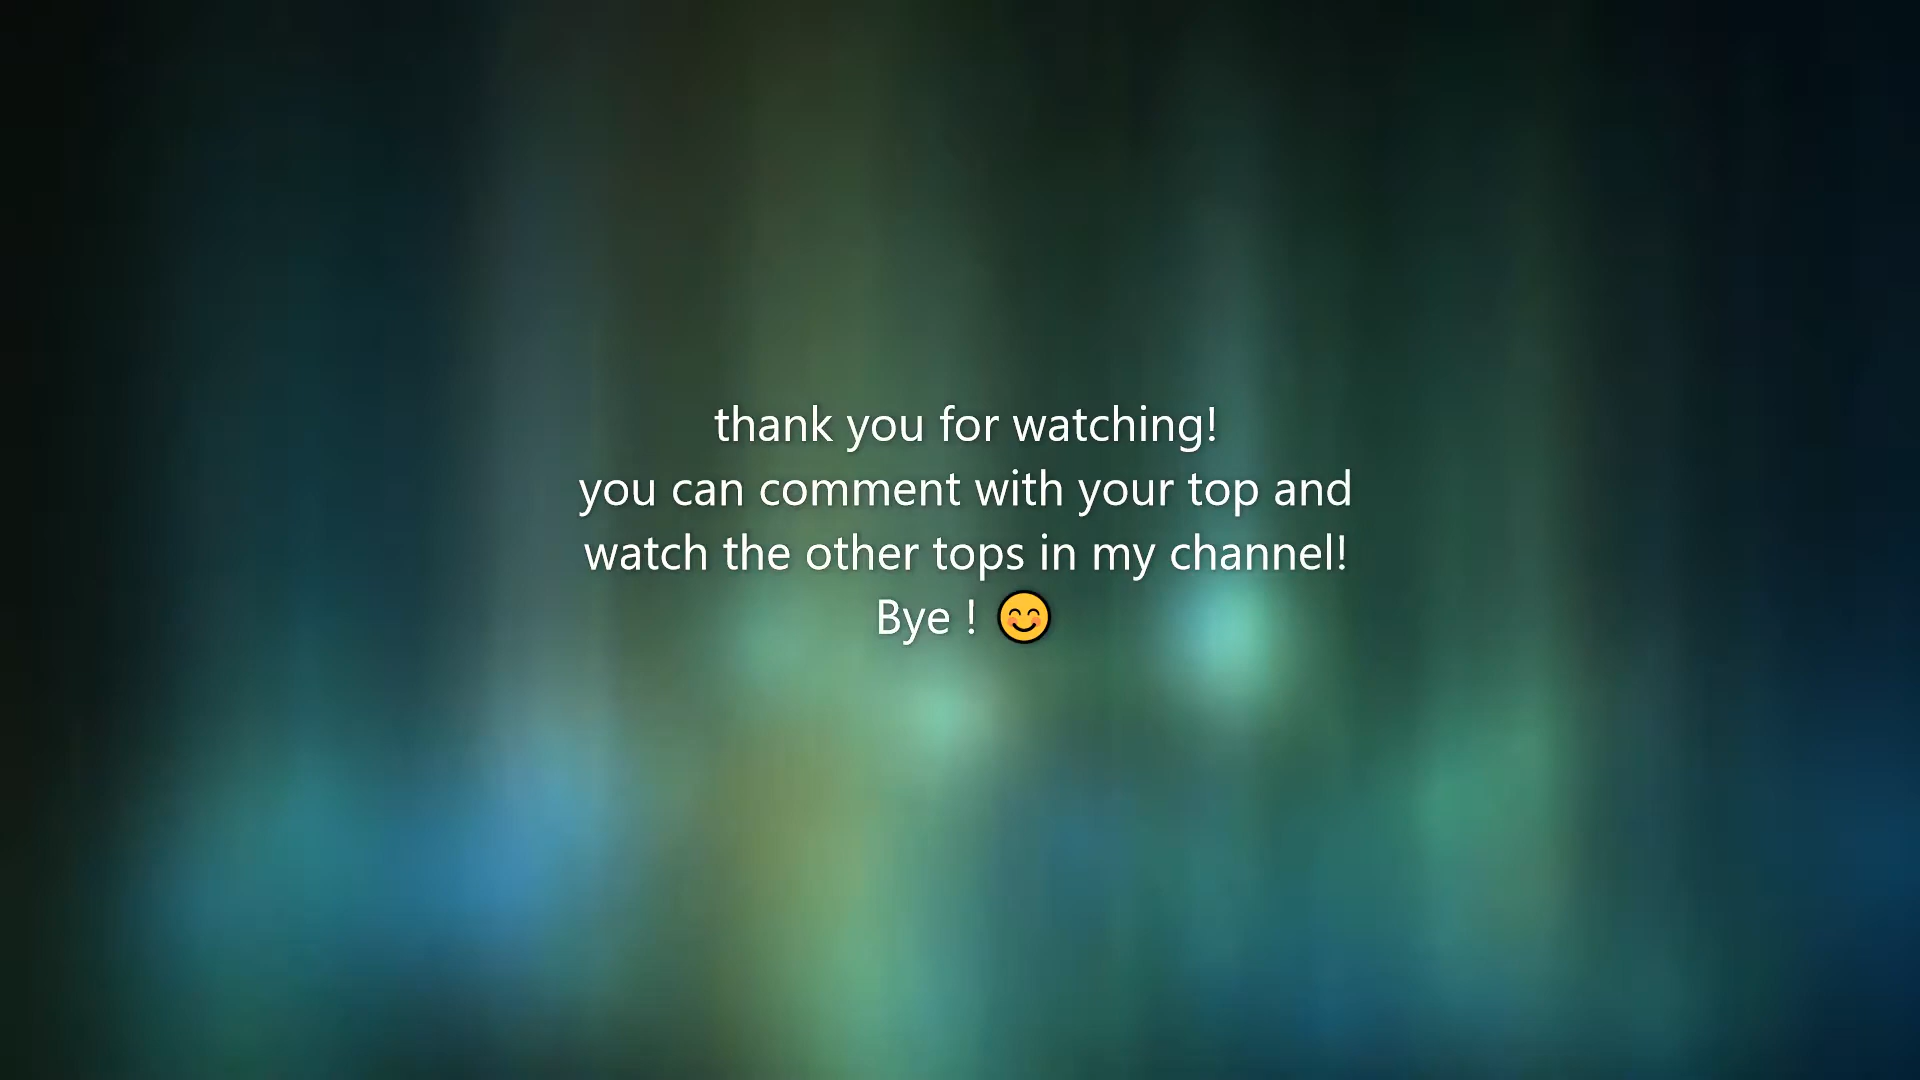 thank you for watching!
you can comment with your top and
watch the other tops in my channel!
Bye ! 😊